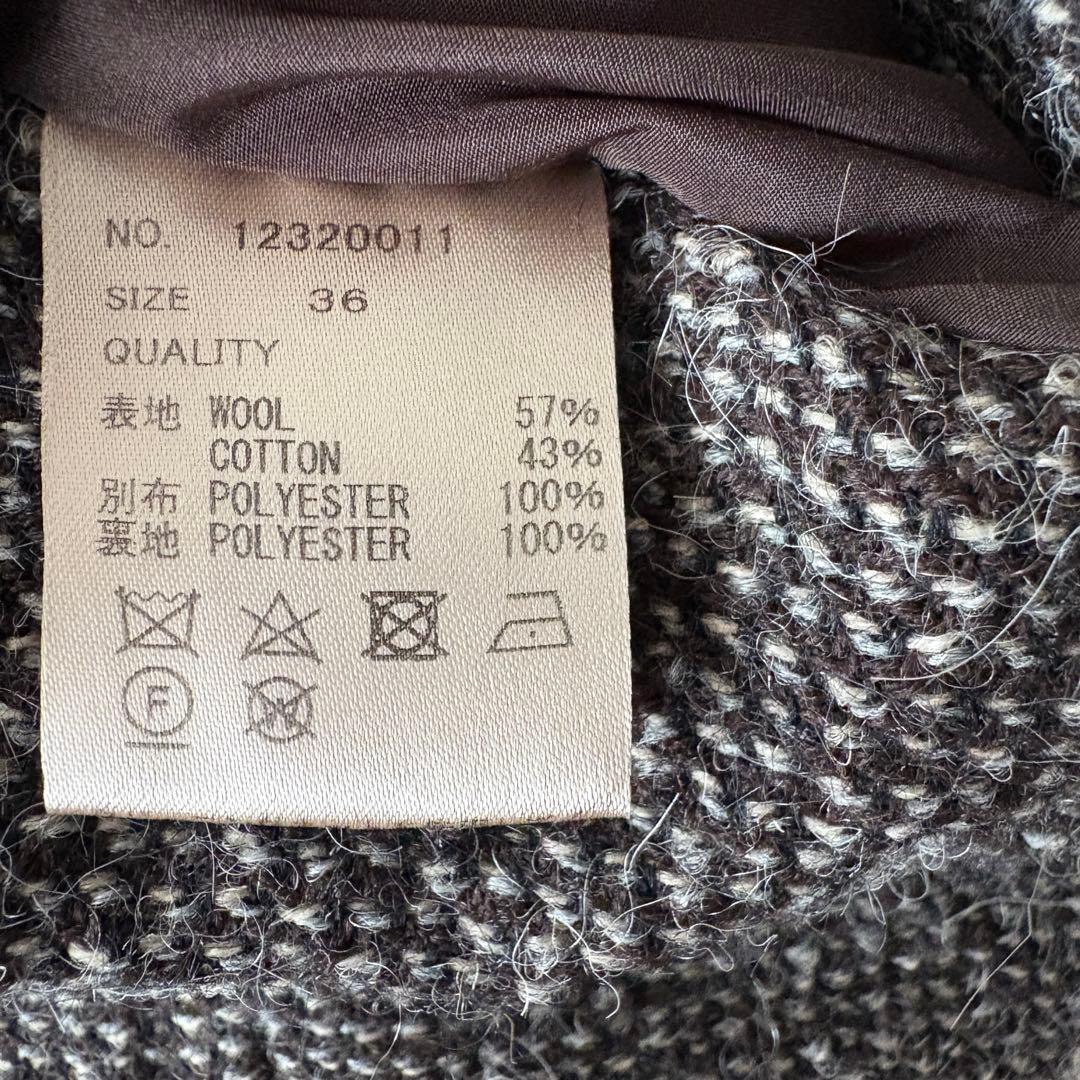 NO. 12320011
SIZE 36
QUALITY
表地 WOOL 57%
COTTON 43%
別布 POLYESTER 100%
裏地 POLYESTER 100%
F